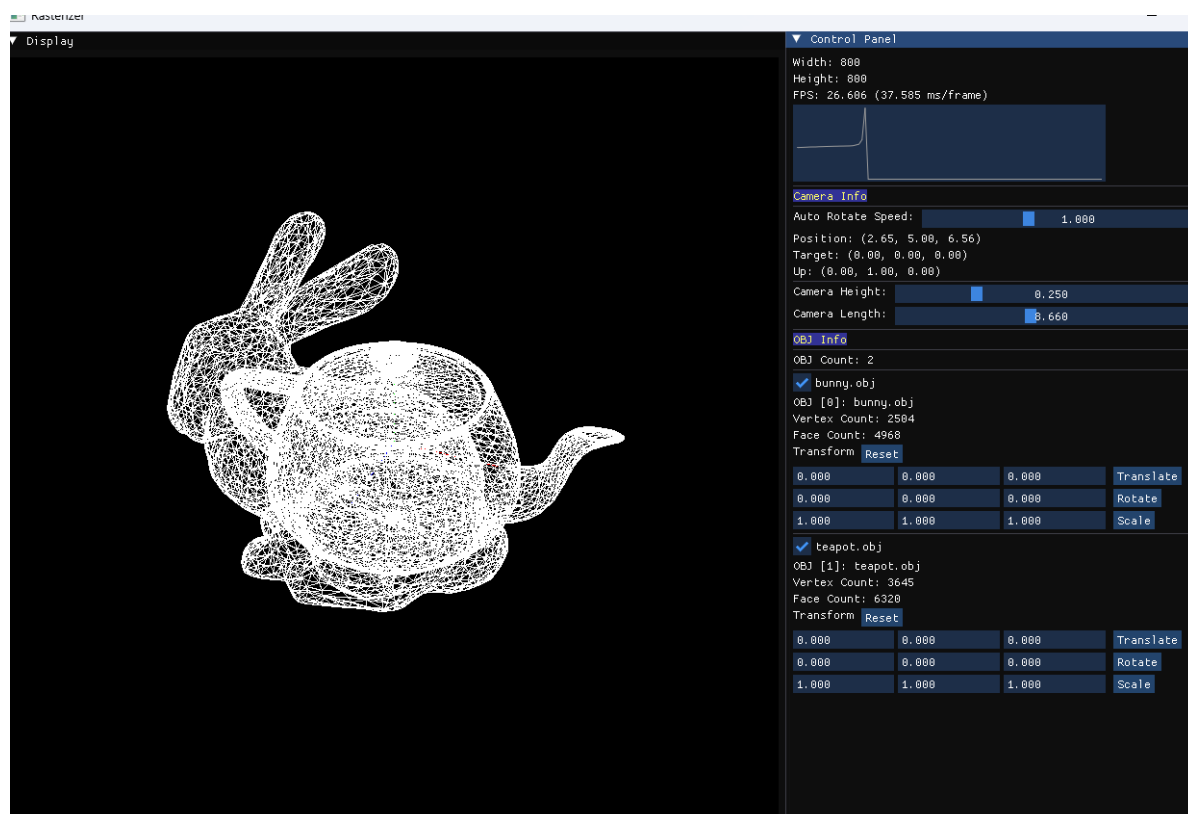 Rasterizer
Display
Control Panel
Width: 800
Height: 800
FPS: 26.606 (37.585 ms/frame)
Camera Info
Auto Rotate Speed: 1.000
Position: (2.65, 5.00, 6.56)
Target: (0.00, 0.00, 0.00)
Up: (0.00, 1.00, 0.00)
Camera Height: 0.250
Camera Length: 8.660
OBJ Info
OBJ Count: 2
bunny.obj
OBJ [0]: bunny.obj
Vertex Count: 2504
Face Count: 4968
Transform Reset
0.000 0.000 0.000 Translate
0.000 0.000 0.000 Rotate
1.000 1.000 1.000 Scale
teapot.obj
OBJ [1]: teapot.obj
Vertex Count: 3645
Face Count: 6320
Transform Reset
0.000 0.000 0.000 Translate
0.000 0.000 0.000 Rotate
1.000 1.000 1.000 Scale